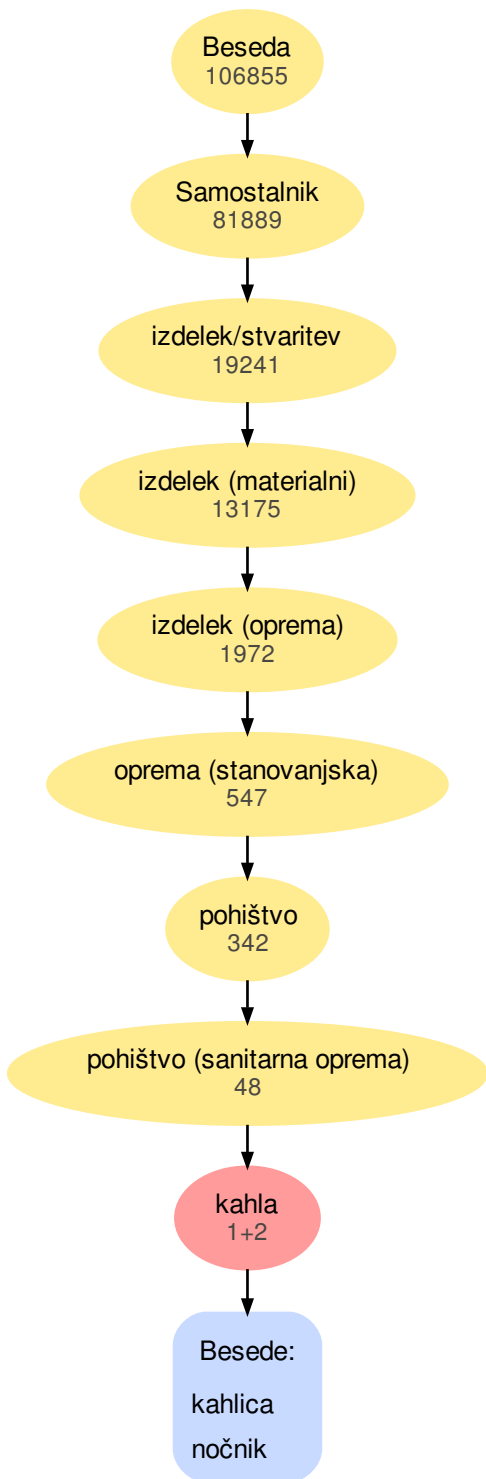 Beseda
106855
Samostalnik
81889
izdelek/stvaritev
19241
izdelek (materialni)
13175
izdelek (oprema)
1972
oprema (stanovanjska)
547
pohištvo
342
pohištvo (sanitarna oprema)
48
kahla
1+2
Besede:
kahlica
nočnik